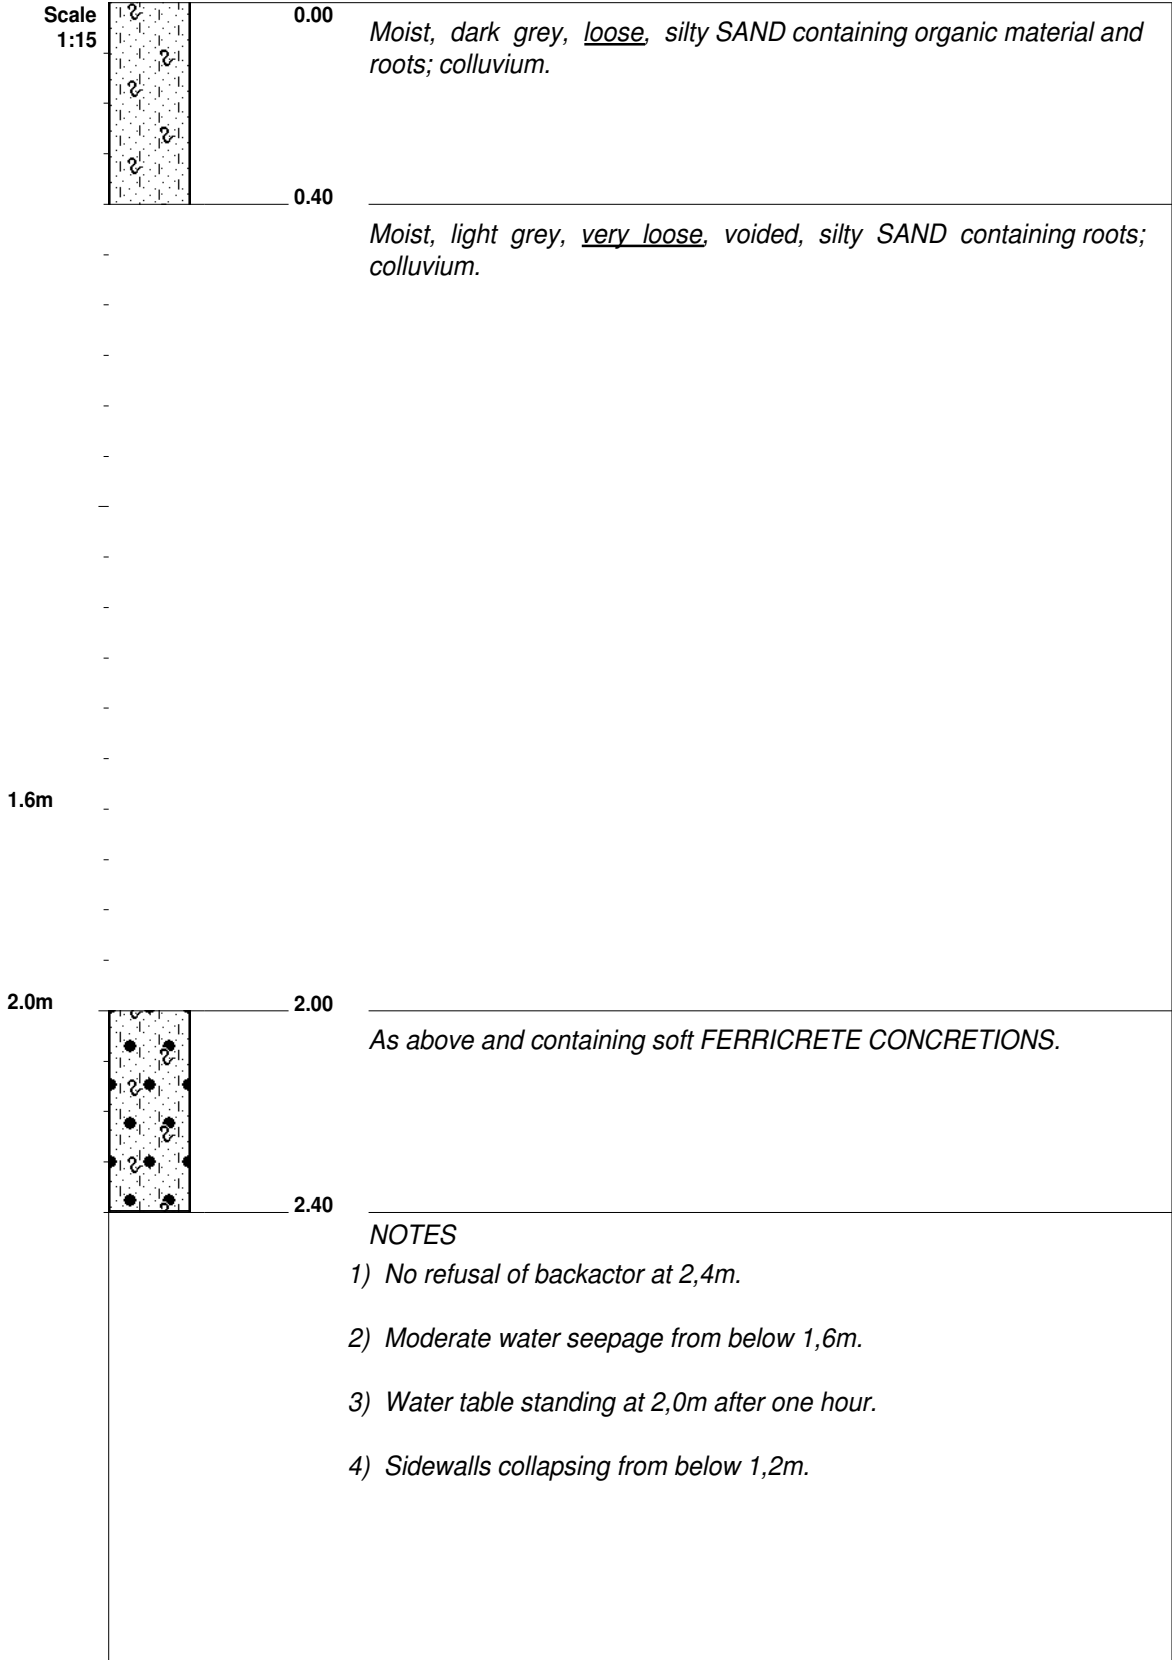 Scale
1:15
0.00
Moist, dark grey, loose, silty SAND containing organic material and
roots; colluvium.
0.40
Moist, light grey, very loose, voided, silty SAND containing roots;
colluvium.
1.6m
2.0m
2.00
As above and containing soft FERRICRETE CONCRETIONS.
2.40
NOTES
1) No refusal of backactor at 2,4m.
2) Moderate water seepage from below 1,6m.
3) Water table standing at 2,0m after one hour.
4) Sidewalls collapsing from below 1,2m.